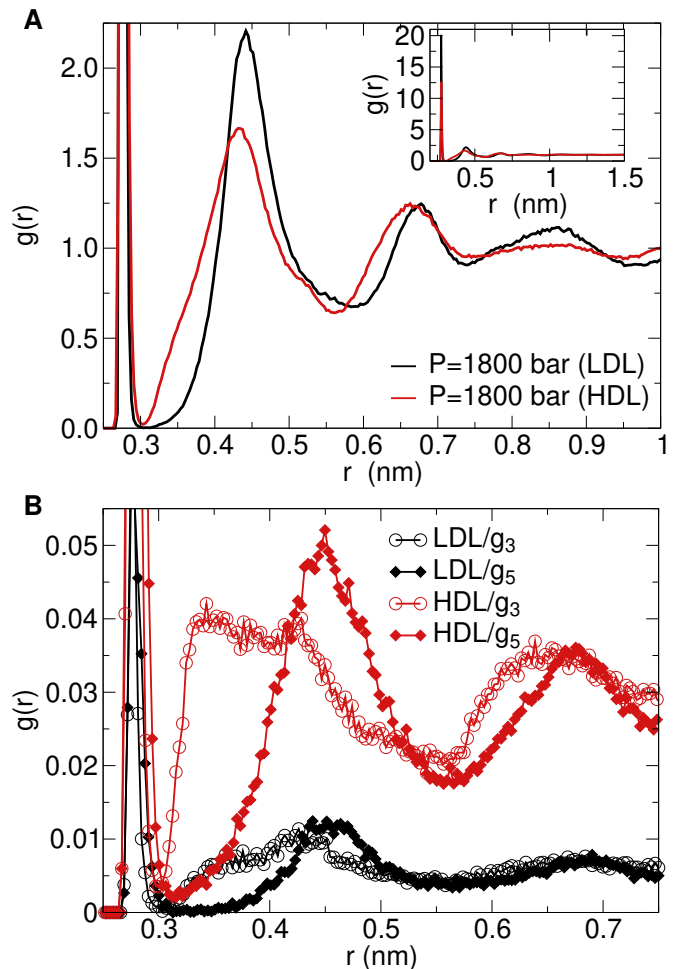 A
g(r)
2.0
1.5
1.0
0.5
0.0
0.3 0.4 0.5 0.6 0.7 0.8 0.9 1
r (nm)
g(r)
20
15
10
5
0
0.5 1 1.5
r (nm)
P=1800 bar (LDL)
P=1800 bar (HDL)
B
g(r)
0.05
0.04
0.03
0.02
0.01
0
0.3 0.4 0.5 0.6 0.7
r (nm)
LDL/g₃
LDL/g₅
HDL/g₃
HDL/g₅